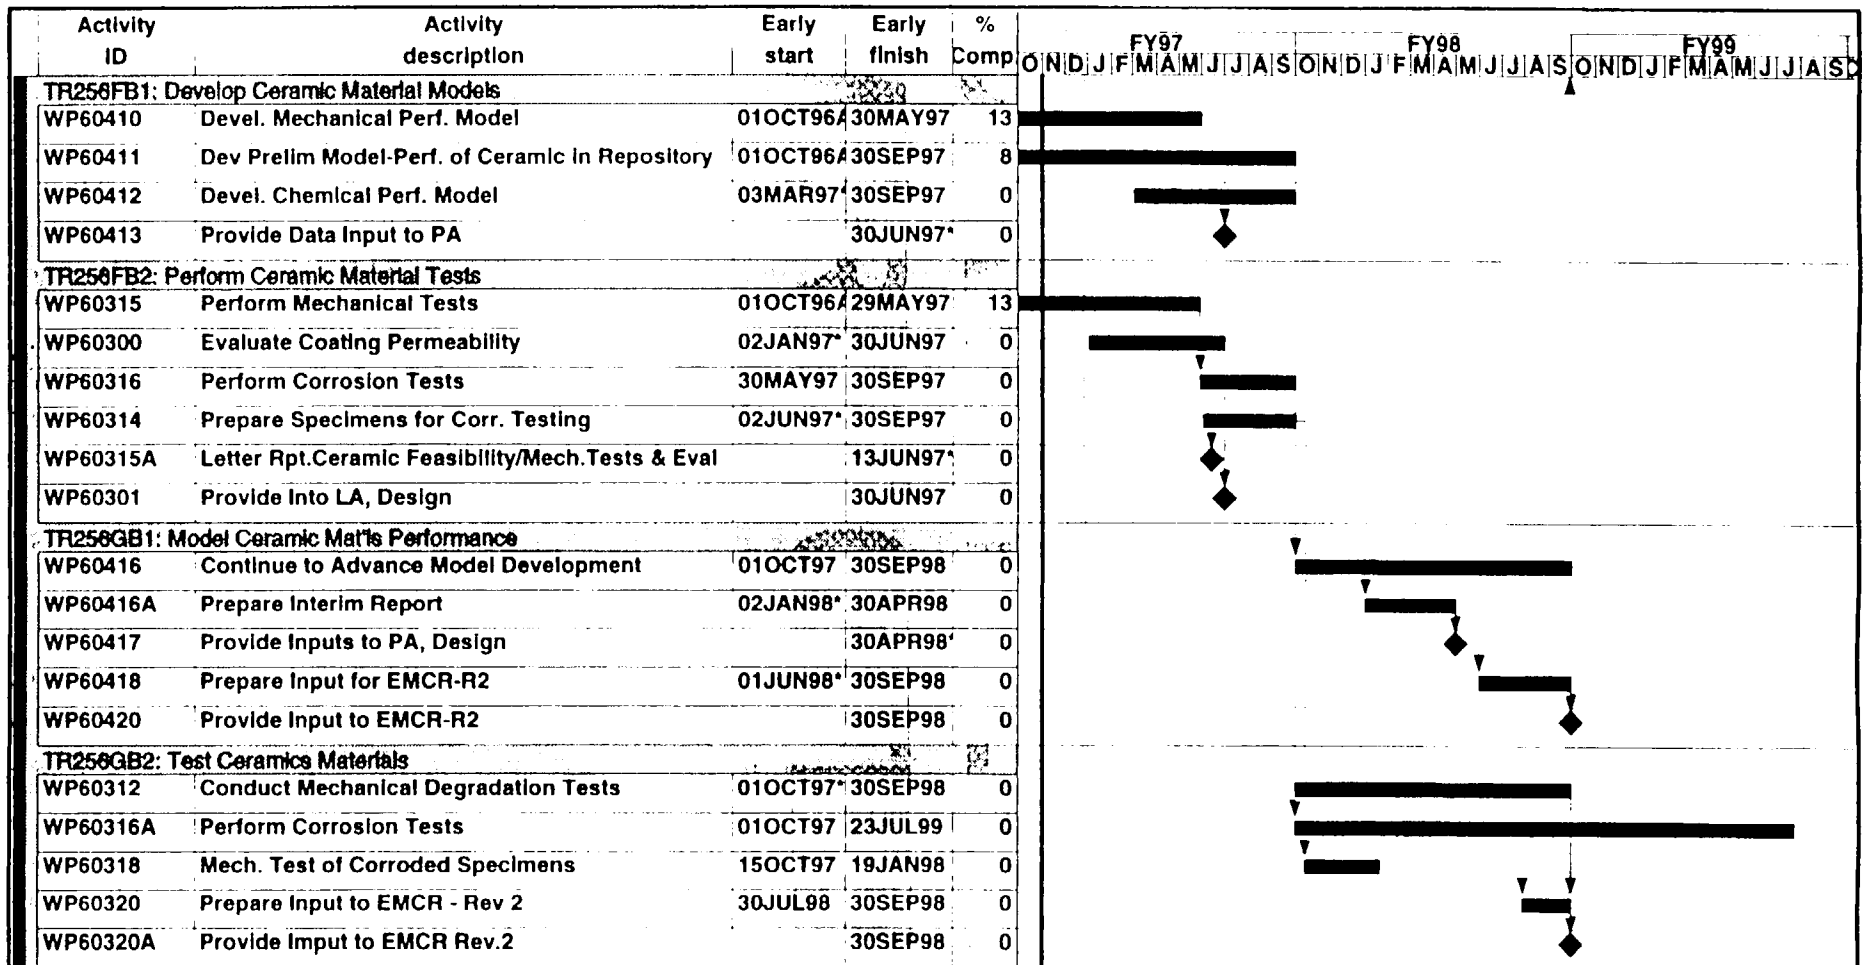 Activity ID Activity description Early start Early finish % Comp
FY97 FY98 FY99
O N D J F M A M J J A S O N D J F M A M J J A S O N D J F M A M J J A S O
TR256FB1: Develop Ceramic Material Models
WP60410 Devel. Mechanical Perf. Model 01OCT96A 30MAY97 13
WP60411 Dev Prelim Model-Perf. of Ceramic in Repository 01OCT96A 30SEP97 8
WP60412 Devel. Chemical Perf. Model 03MAR97* 30SEP97 0
WP60413 Provide Data Input to PA 30JUN97* 0
TR256FB2: Perform Ceramic Material Tests
WP60315 Perform Mechanical Tests 01OCT96A 29MAY97 13
WP60300 Evaluate Coating Permeability 02JAN97* 30JUN97 0
WP60316 Perform Corrosion Tests 30MAY97 30SEP97 0
WP60314 Prepare Specimens for Corr. Testing 02JUN97* 30SEP97 0
WP60315A Letter Rpt.Ceramic Feasibility/Mech.Tests & Eval 13JUN97* 0
WP60301 Provide Into LA, Design 30JUN97 0
TR256GB1: Model Ceramic Mat'ls Performance
WP60416 Continue to Advance Model Development 01OCT97 30SEP98 0
WP60416A Prepare Interim Report 02JAN98* 30APR98 0
WP60417 Provide Inputs to PA, Design 30APR98* 0
WP60418 Prepare Input for EMCR-R2 01JUN98* 30SEP98 0
WP60420 Provide Input to EMCR-R2 30SEP98 0
TR256GB2: Test Ceramics Materials
WP60312 Conduct Mechanical Degradation Tests 01OCT97* 30SEP98 0
WP60316A Perform Corrosion Tests 01OCT97 23JUL99 0
WP60318 Mech. Test of Corroded Specimens 15OCT97 19JAN98 0
WP60320 Prepare Input to EMCR - Rev 2 30JUL98 30SEP98 0
WP60320A Provide Imput to EMCR Rev.2 30SEP98 0